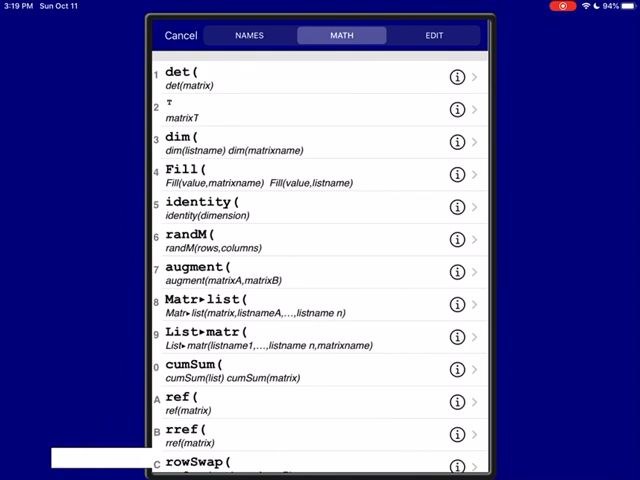 3:19 PM Sun Oct 11 94%
Cancel NAMES MATH EDIT
1 det(
det(matrix)
2 ᵀ
matrixT
3 dim(
dim(listname) dim(matrixname)
4 Fill(
Fill(value,matrixname) Fill(value,listname)
5 identity(
identity(dimension)
6 randM(
randM(rows,columns)
7 augment(
augment(matrixA,matrixB)
8 Matr▸list(
Matr▸list(matrix,listnameA,...,listname n)
9 List▸matr(
List▸matr(listname1,...,listname n,matrixname)
0 cumSum(
cumSum(list) cumSum(matrix)
A ref(
ref(matrix)
B rref(
rref(matrix)
C rowSwap(